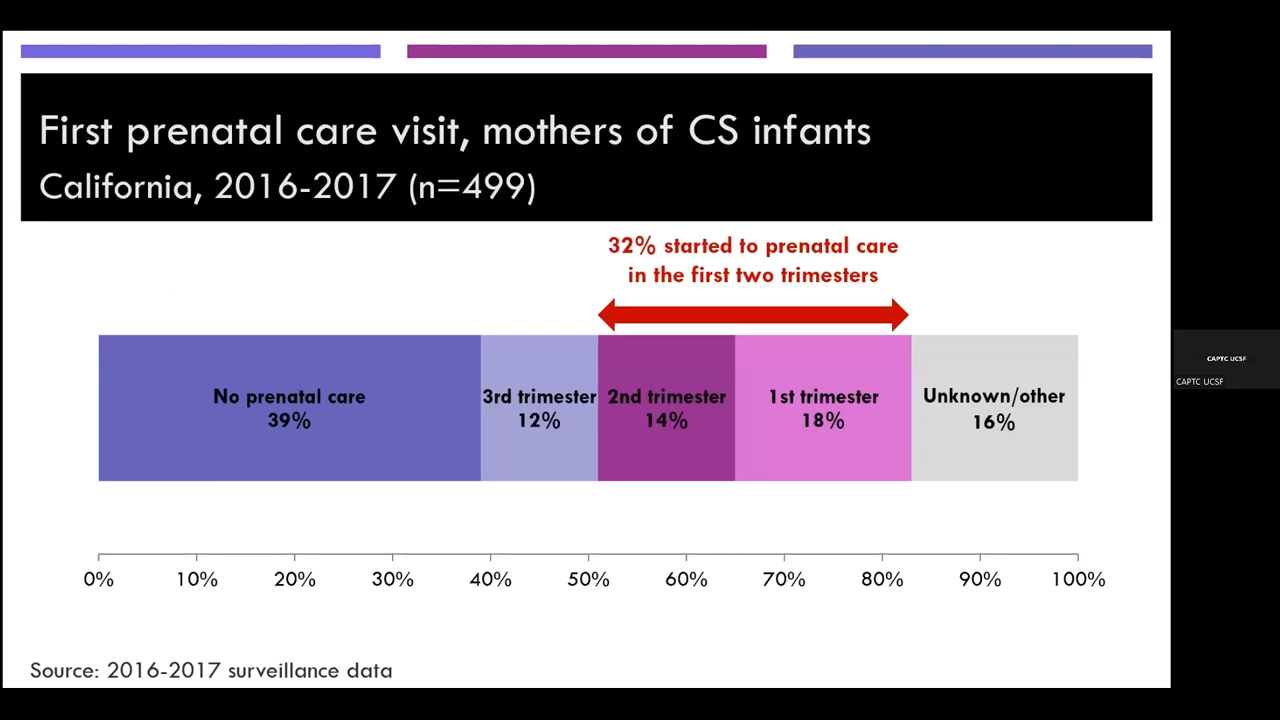 First prenatal care visit, mothers of CS infants
California, 2016-2017 (n=499)
32% started to prenatal care
in the first two trimesters
No prenatal care
39%
3rd trimester
12%
2nd trimester
14%
1st trimester
18%
Unknown/other
16%
0% 10% 20% 30% 40% 50% 60% 70% 80% 90% 100%
Source: 2016-2017 surveillance data
CAPTC UCSF
CAPTC UCSF